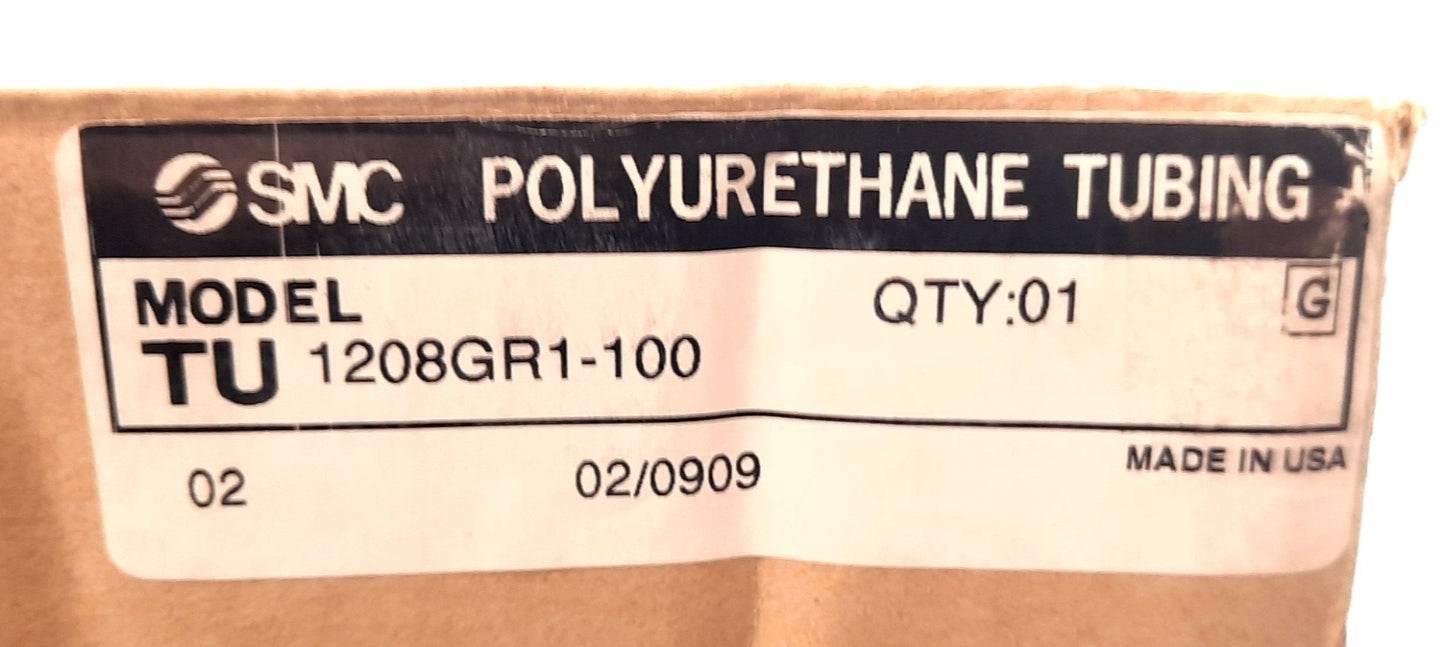 SMC POLYURETHANE TUBING
MODEL QTY:01 G
TU 1208GR1-100
02 02/0909 MADE IN USA